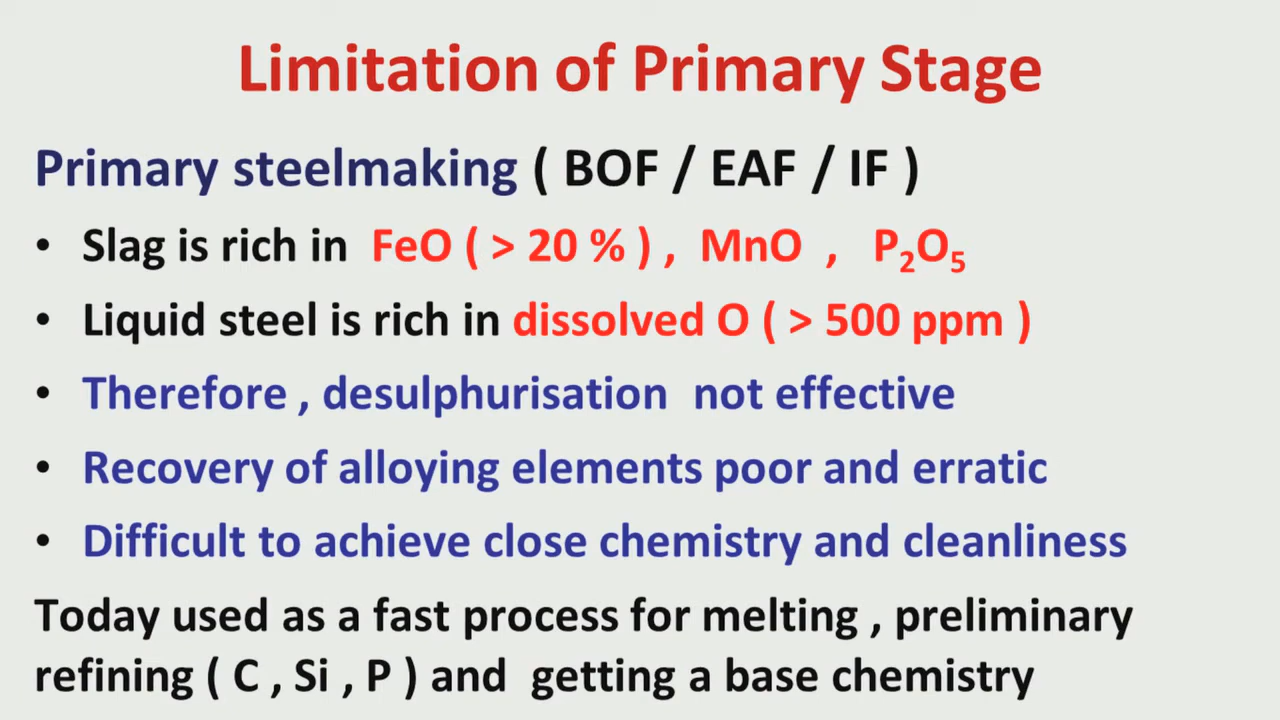 Limitation of Primary Stage
Primary steelmaking ( BOF / EAF / IF )
• Slag is rich in FeO ( > 20 % ) , MnO , P₂O₅
• Liquid steel is rich in dissolved O ( > 500 ppm )
• Therefore , desulphurisation not effective
• Recovery of alloying elements poor and erratic
• Difficult to achieve close chemistry and cleanliness
Today used as a fast process for melting , preliminary
refining ( C , Si , P ) and getting a base chemistry